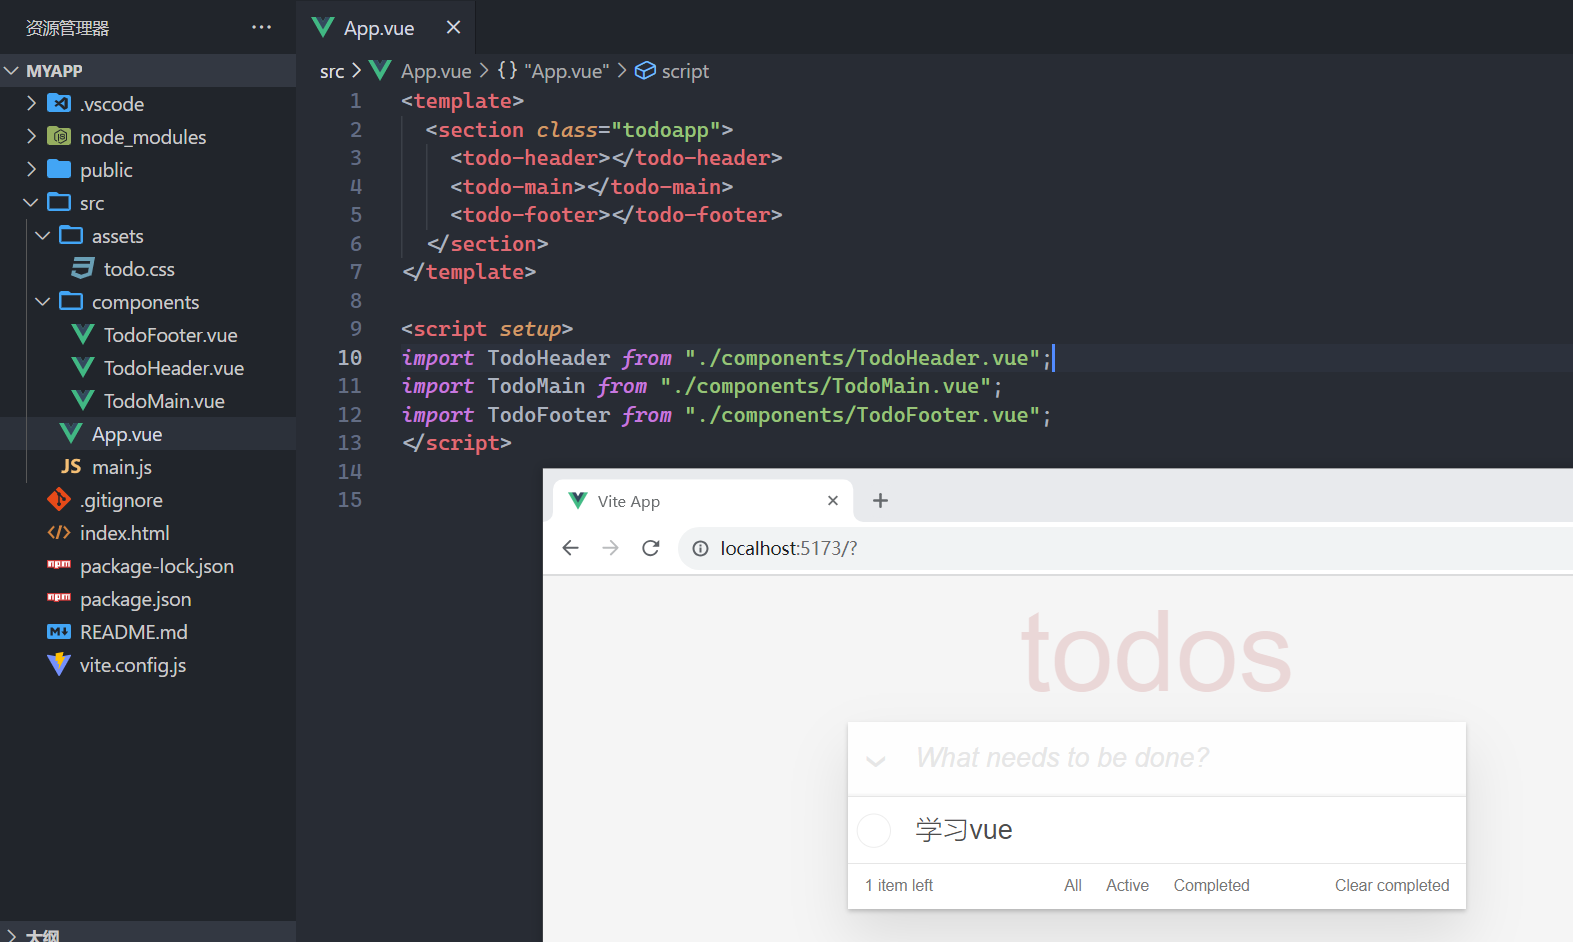 资源管理器
···
MYAPP
.vscode
node_modules
public
src
assets
todo.css
components
TodoFooter.vue
TodoHeader.vue
TodoMain.vue
App.vue
JS main.js
.gitignore
index.html
package-lock.json
package.json
README.md
vite.config.js
大纲
App.vue
src > App.vue > {} "App.vue" > script
1 <template>
2 <section class="todoapp">
3 <todo-header></todo-header>
4 <todo-main></todo-main>
5 <todo-footer></todo-footer>
6 </section>
7 </template>
8
9 <script setup>
10 import TodoHeader from "./components/TodoHeader.vue";
11 import TodoMain from "./components/TodoMain.vue";
12 import TodoFooter from "./components/TodoFooter.vue";
13 </script>
14
15
Vite App
localhost:5173/?
todos
What needs to be done?
学习vue
1 item left All Active Completed Clear completed